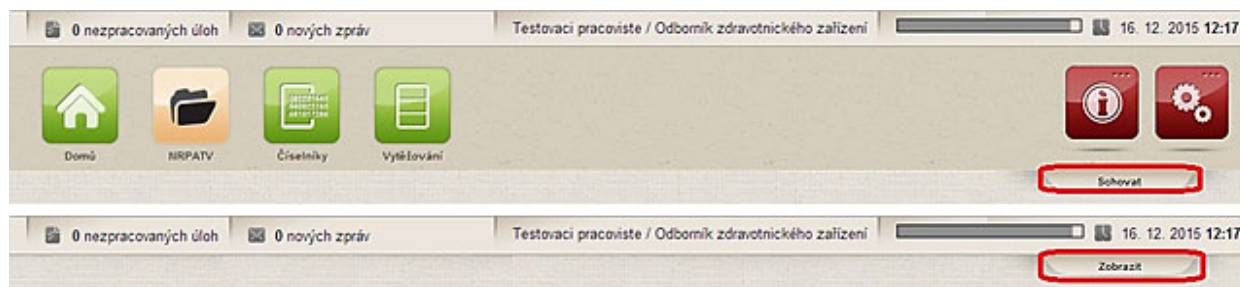 0 nezpracovaných úloh 0 nových zpráv Testovaci pracoviste / Odborník zdravotnického zařízení 16. 12. 2015 12:17
Domů NRPATV Číselníky Vytěžování
Schovat
0 nezpracovaných úloh 0 nových zpráv Testovaci pracoviste / Odborník zdravotnického zařízení 16. 12. 2015 12:17
Zobrazit